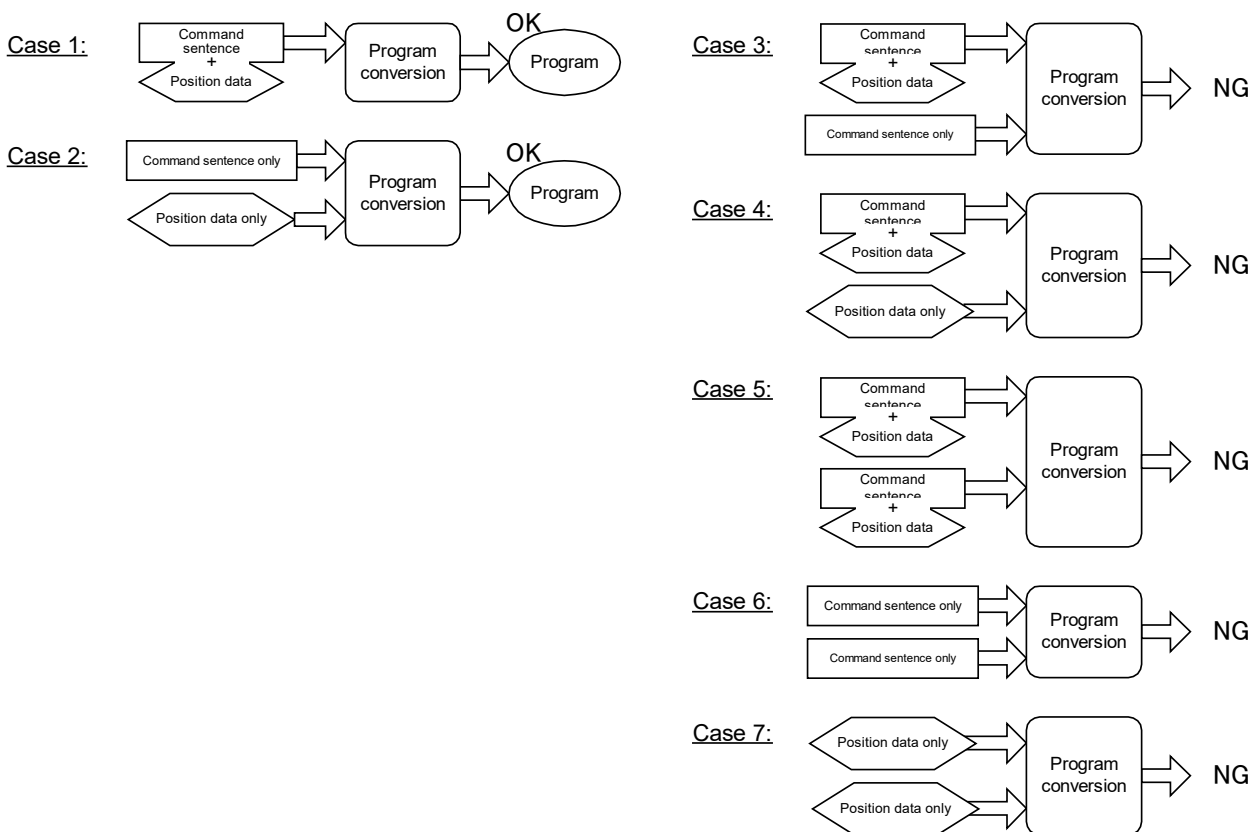 Case 1:
Command
sentence
+
Position data
Program
conversion
OK
Program
Case 2:
Command sentence only
Position data only
Program
conversion
OK
Program
Case 3:
Command
sentence
+
Position data
Command sentence only
Program
conversion
NG
Case 4:
Command
sentence
+
Position data
Position data only
Program
conversion
NG
Case 5:
Command
sentence
+
Position data
Command
sentence
+
Position data
Program
conversion
NG
Case 6:
Command sentence only
Command sentence only
Program
conversion
NG
Case 7:
Position data only
Position data only
Program
conversion
NG